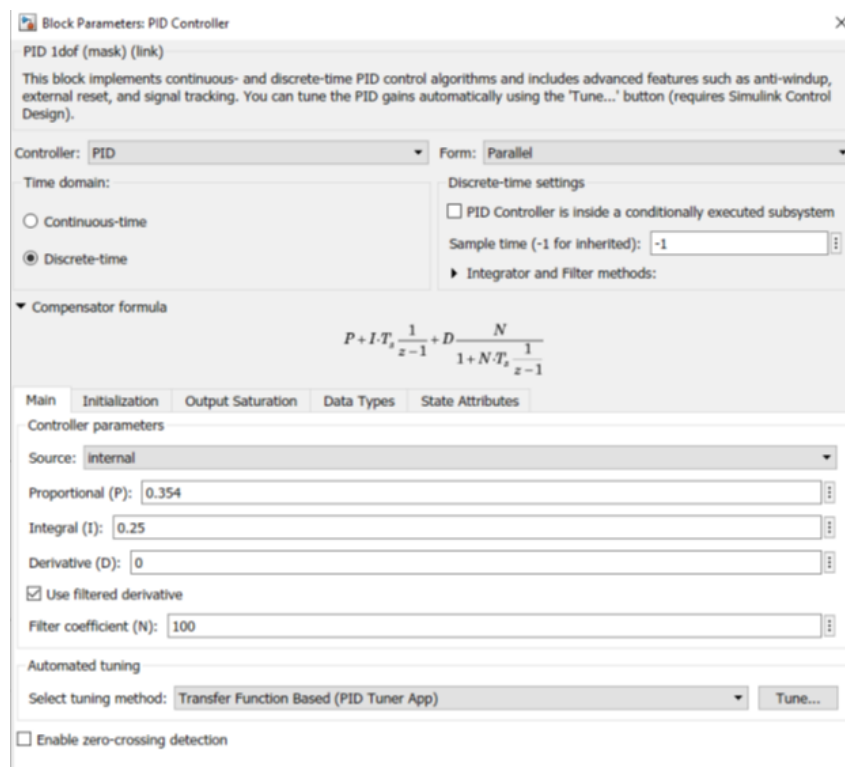 Block Parameters: PID Controller
PID 1dof (mask) (link)
This block implements continuous- and discrete-time PID control algorithms and includes advanced features such as anti-windup,
external reset, and signal tracking. You can tune the PID gains automatically using the 'Tune...' button (requires Simulink Control
Design).
Controller: PID Form: Parallel
Time domain:
Continuous-time
Discrete-time
Discrete-time settings
PID Controller is inside a conditionally executed subsystem
Sample time (-1 for inherited): -1
Integrator and Filter methods:
Compensator formula
P + I·T_s \frac{1}{z-1} + D \frac{N}{1 + N·T_s \frac{1}{z-1}}
Main Initialization Output Saturation Data Types State Attributes
Controller parameters
Source: internal
Proportional (P): 0.354
Integral (I): 0.25
Derivative (D): 0
Use filtered derivative
Filter coefficient (N): 100
Automated tuning
Select tuning method: Transfer Function Based (PID Tuner App) Tune...
Enable zero-crossing detection